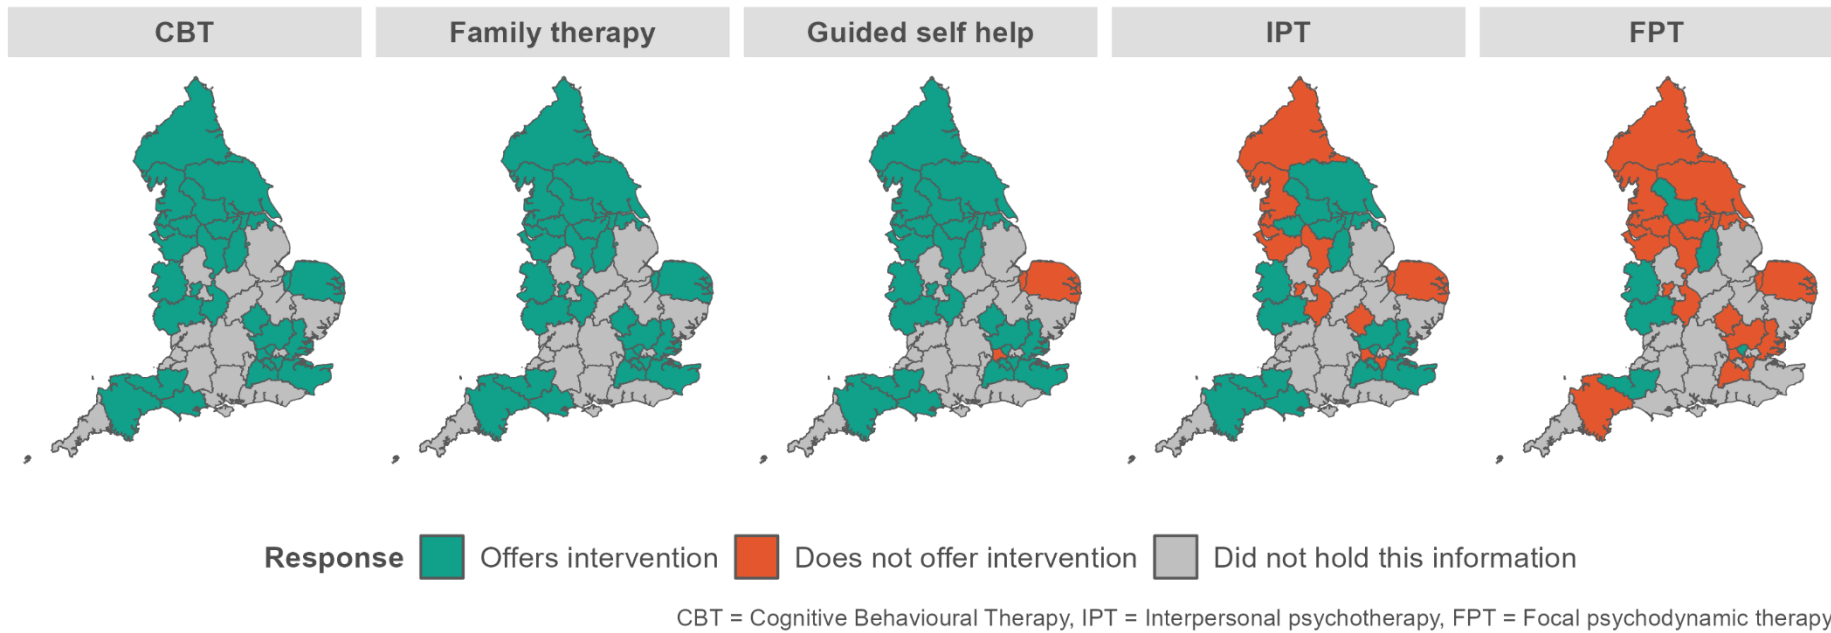 CBT
Family therapy
Guided self help
IPT
FPT
Response Offers intervention Does not offer intervention Did not hold this information
CBT = Cognitive Behavioural Therapy, IPT = Interpersonal psychotherapy, FPT = Focal psychodynamic therapy